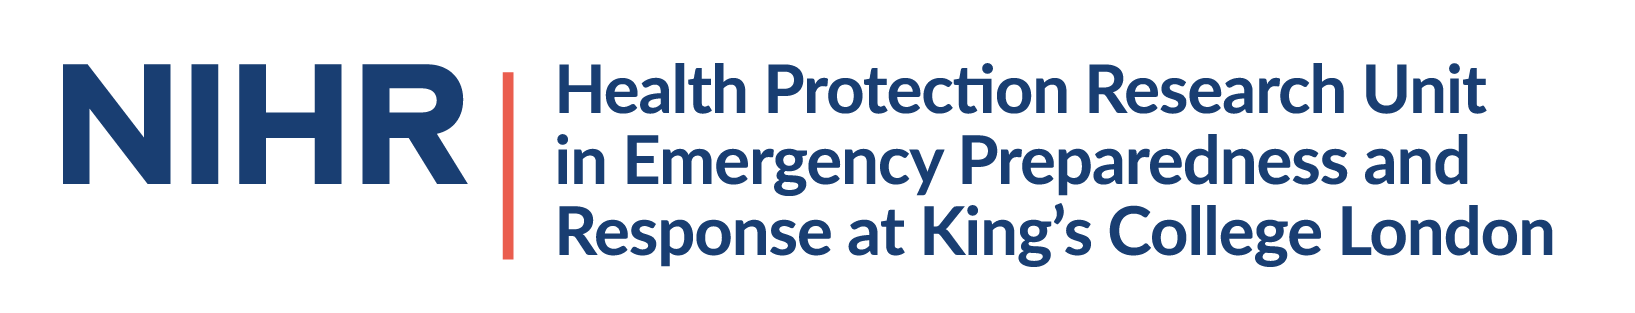 NIHR
Health Protection Research Unit
in Emergency Preparedness and
Response at King’s College London